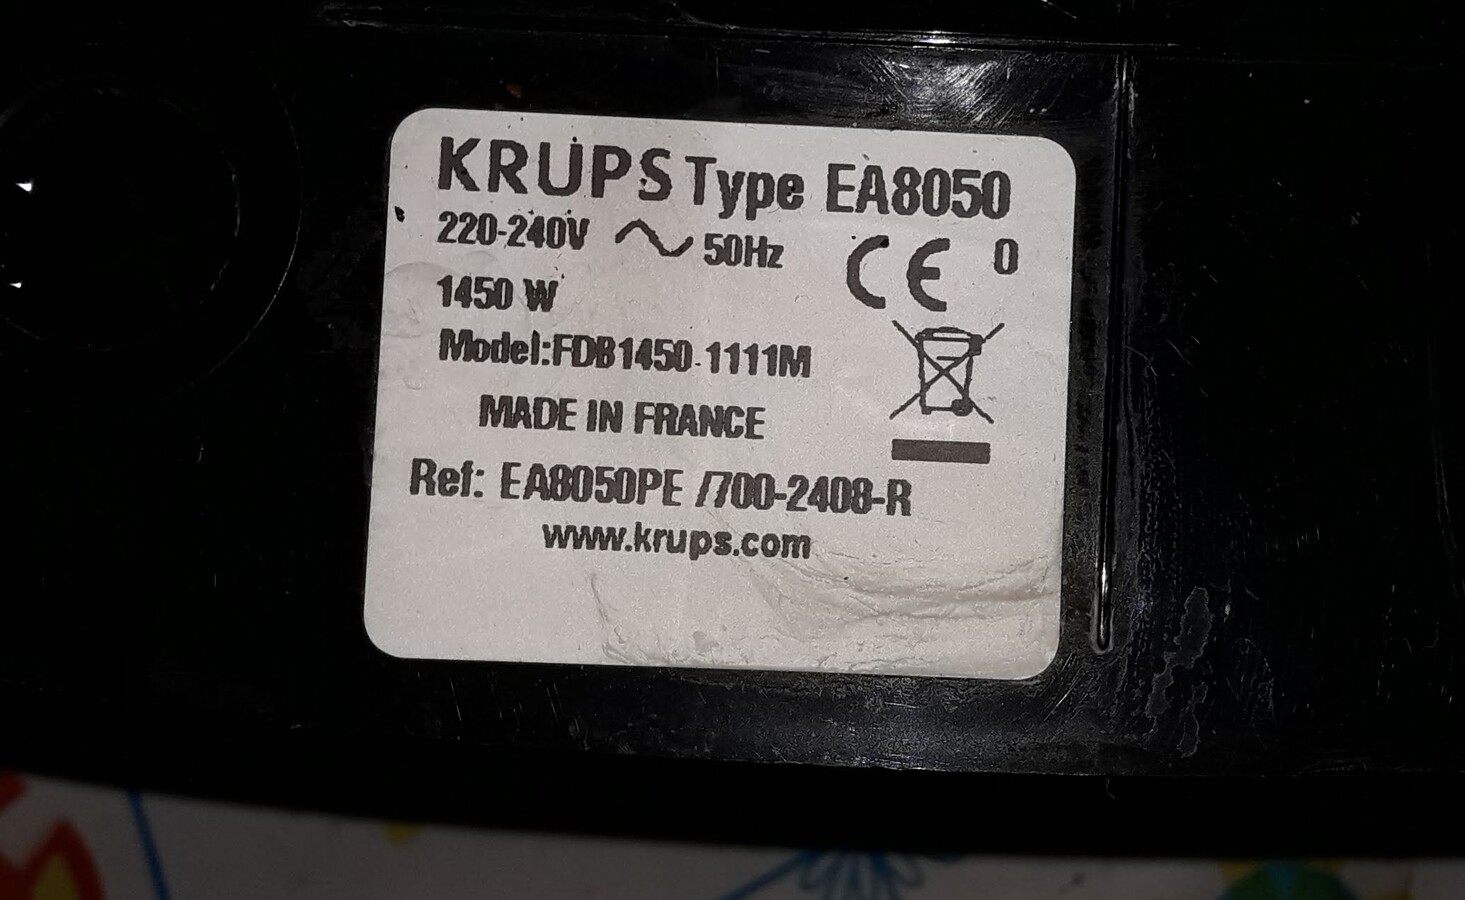 KRUPS Type EA8050
220-240V ~ 50Hz
CE 0
1450 W
Model:FDB1450-1111M
MADE IN FRANCE
Ref: EA8050PE /700-2408-R
www.krups.com